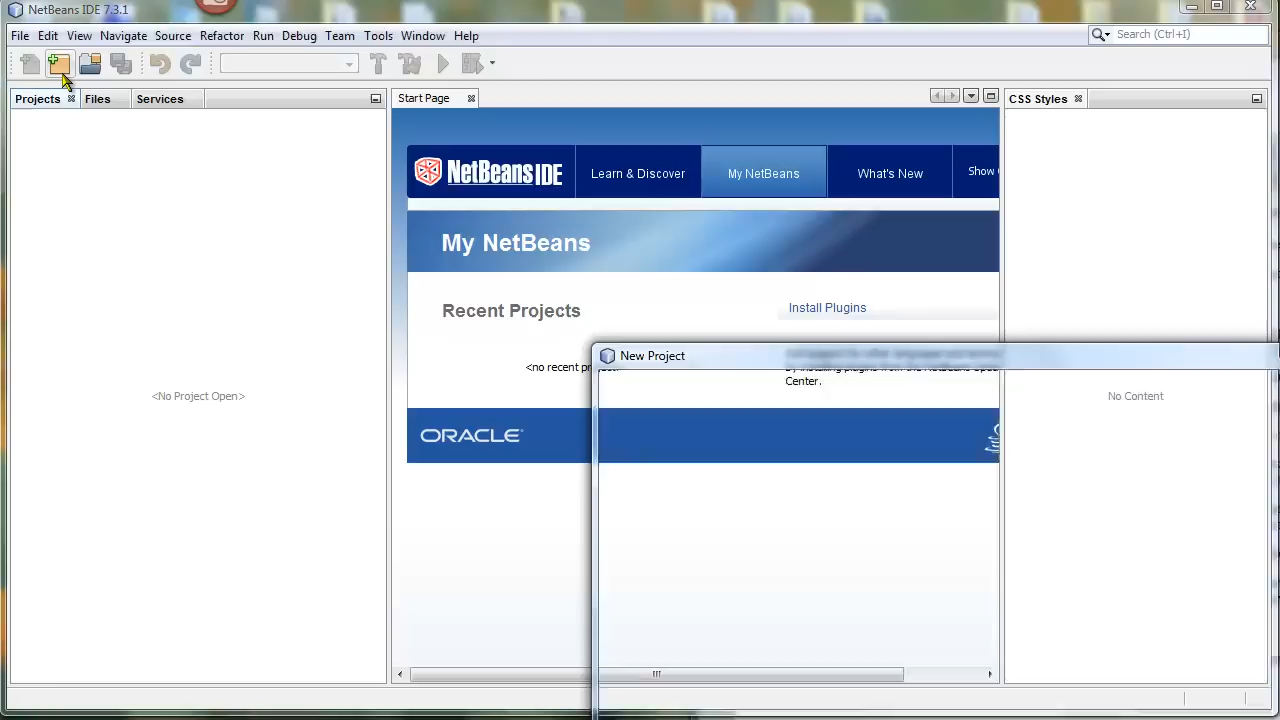 NetBeans IDE 7.3.1
File Edit View Navigate Source Refactor Run Debug Team Tools Window Help
Search (Ctrl+I)
Projects Files Services
Start Page
CSS Styles
NetBeans IDE
Learn & Discover
My NetBeans
What's New
Show
My NetBeans
Recent Projects
Install Plugins
New Project
<no recent
Center.
<No Project Open>
No Content
ORACLE